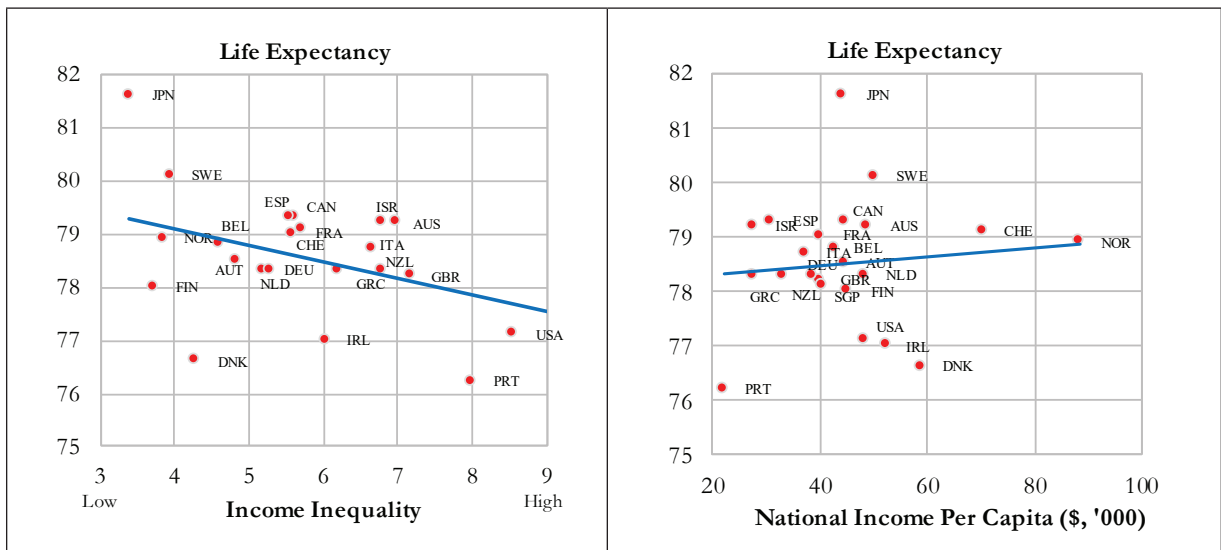 Life Expectancy
82
81
80
79
78
77
76
75
JPN
SWE
ESP CAN ISR
BEL AUS
NOR FRA
CHE ITA
AUT DEU NZL
FIN NLD GRC GBR
IRL USA
DNK
PRT
3 4 5 6 7 8 9
Low High
Income Inequality
Life Expectancy
82
81
80
79
78
77
76
75
JPN
SWE
CAN
ISR ESP AUS
FRA CHE
BEL NOR
ITA
DEU AUT
GBR NLD
GRC NZL SGP FIN
USA
IRL
DNK
PRT
20 40 60 80 100
National Income Per Capita ($, '000)